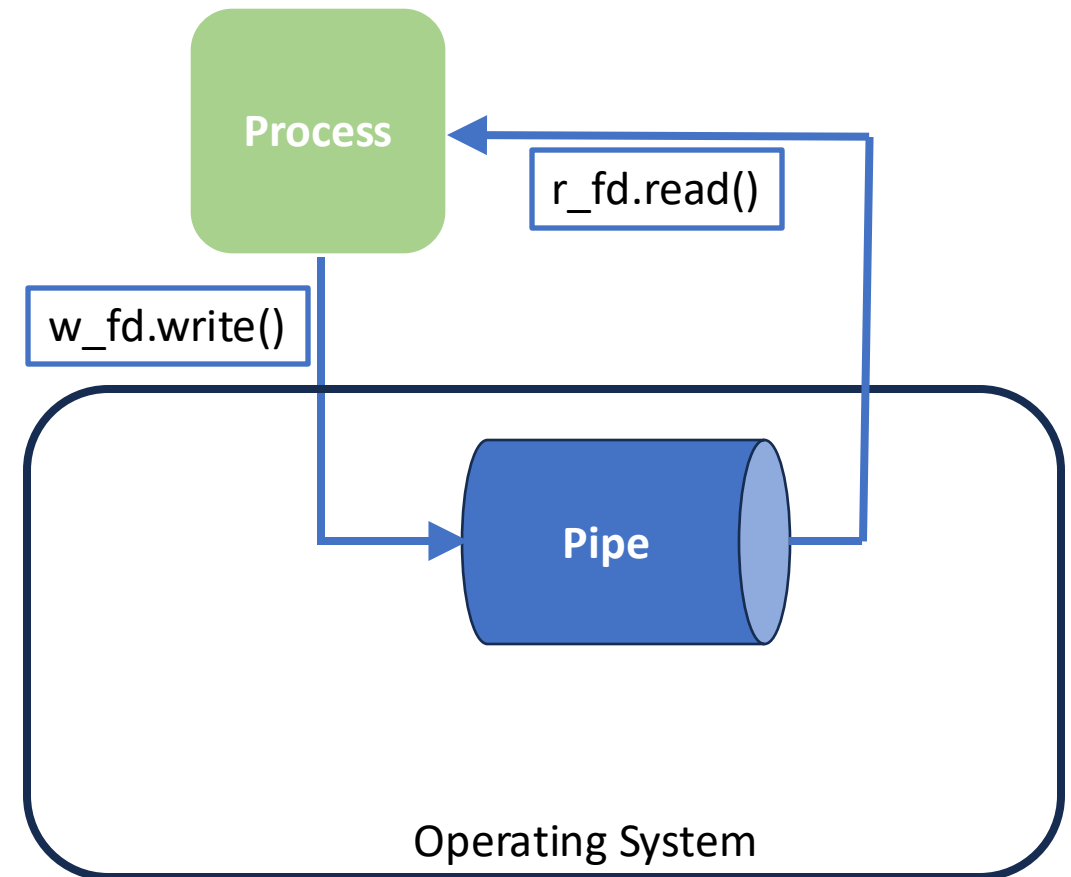 Process
r_fd.read()
w_fd.write()
Pipe
Operating System